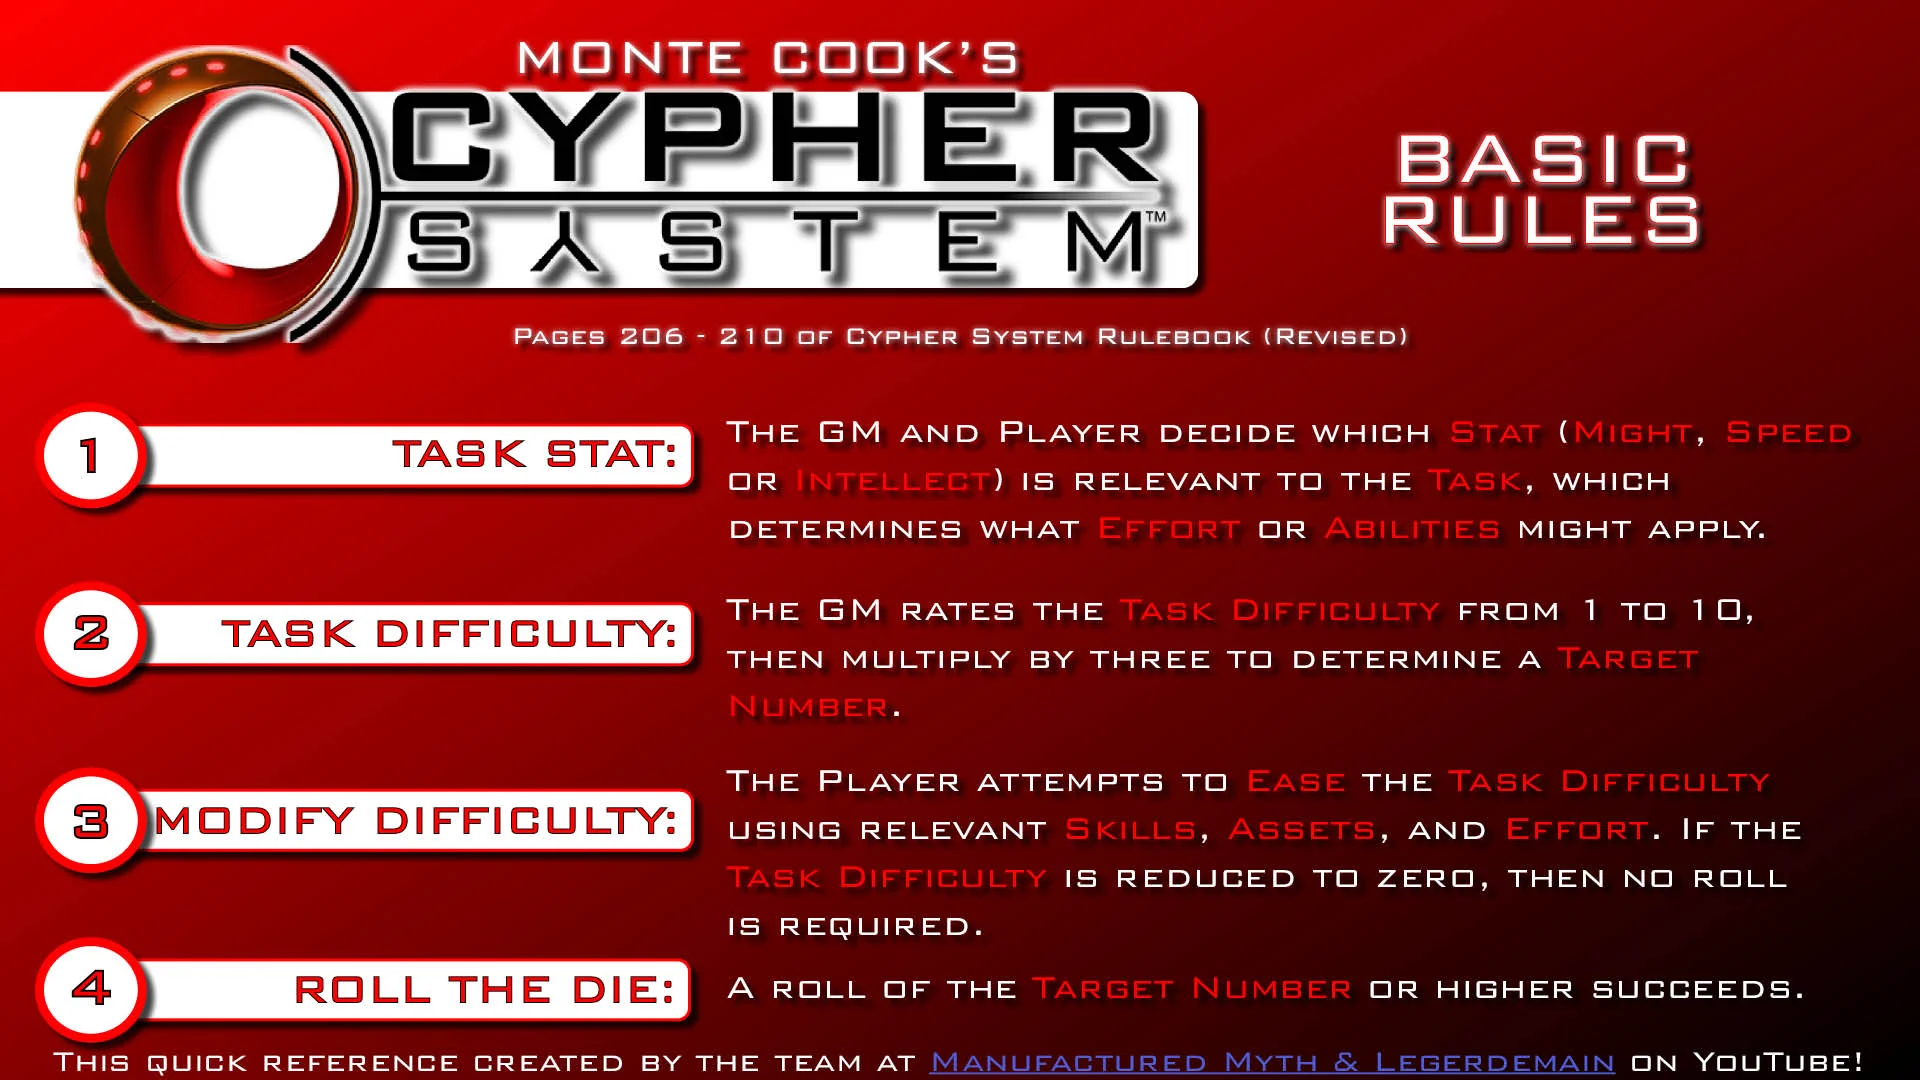 MONTE COOK'S
CYPHER
SYSTEM™
BASIC
RULES
PAGES 206 - 210 OF CYPHER SYSTEM RULEBOOK (REVISED)
1
TASK STAT:
THE GM AND PLAYER DECIDE WHICH STAT (MIGHT, SPEED
OR INTELLECT) IS RELEVANT TO THE TASK, WHICH
DETERMINES WHAT EFFORT OR ABILITIES MIGHT APPLY.
2
TASK DIFFICULTY:
THE GM RATES THE TASK DIFFICULTY FROM 1 TO 10,
THEN MULTIPLY BY THREE TO DETERMINE A TARGET
NUMBER.
3
MODIFY DIFFICULTY:
THE PLAYER ATTEMPTS TO EASE THE TASK DIFFICULTY
USING RELEVANT SKILLS, ASSETS, AND EFFORT. IF THE
TASK DIFFICULTY IS REDUCED TO ZERO, THEN NO ROLL
IS REQUIRED.
4
ROLL THE DIE:
A ROLL OF THE TARGET NUMBER OR HIGHER SUCCEEDS.
THIS QUICK REFERENCE CREATED BY THE TEAM AT MANUFACTURED MYTH & LEGERDEMAIN ON YOUTUBE!